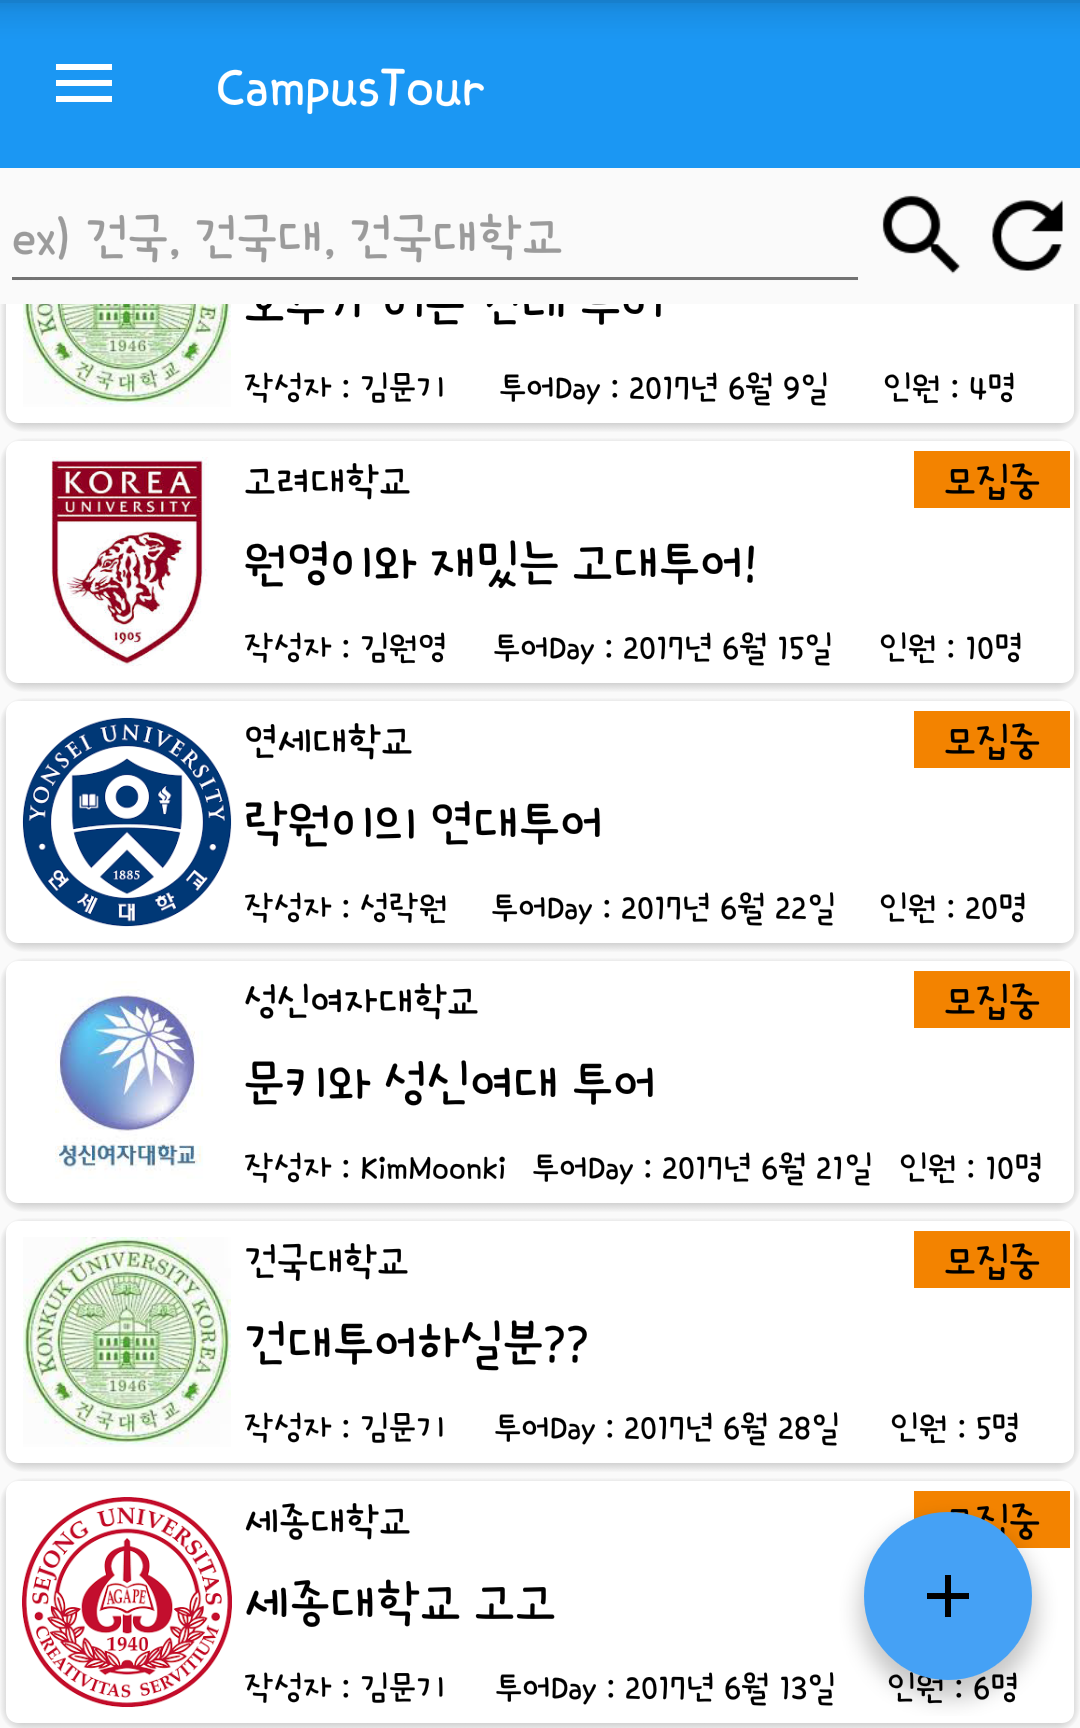 CampusTour
ex) 건국, 건국대, 건국대학교
1946
건국대학교
작성자 : 김문기 투어Day : 2017년 6월 9일 인원 : 4명
KOREA
UNIVERSITY
1905
고려대학교 모집중
원영이와 재밌는 고대투어!
작성자 : 김원영 투어Day : 2017년 6월 15일 인원 : 10명
YONSEI UNIVERSITY
1885
연세대학교
연세대학교 모집중
락원이의 연대투어
작성자 : 성락원 투어Day : 2017년 6월 22일 인원 : 20명
성신여자대학교
성신여자대학교 모집중
문키와 성신여대 투어
작성자 : KimMoonki 투어Day : 2017년 6월 21일 인원 : 10명
KONKUK UNIVERSITY KOREA
1946
건국대학교
건국대학교 모집중
건대투어하실분??
작성자 : 김문기 투어Day : 2017년 6월 28일 인원 : 5명
SEJONG UNIVERSITAS
AGAPE
1940
CREATIVITAS SERVITIUM
세종대학교
세종대학교 고고
작성자 : 김문기 투어Day : 2017년 6월 13일 인원 : 6명